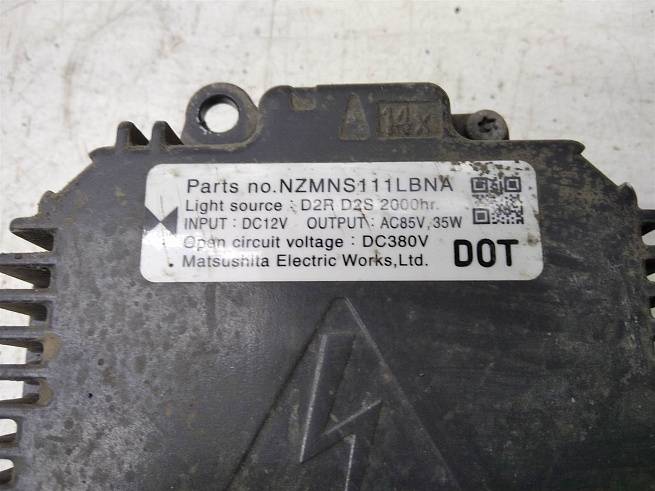 14x
Parts no.NZMNS111LBNA
Light source : D2R D2S 2000hr.
INPUT : DC12V OUTPUT : AC85V, 35W
Open circuit voltage : DC380V
Matsushita Electric Works,Ltd. DOT